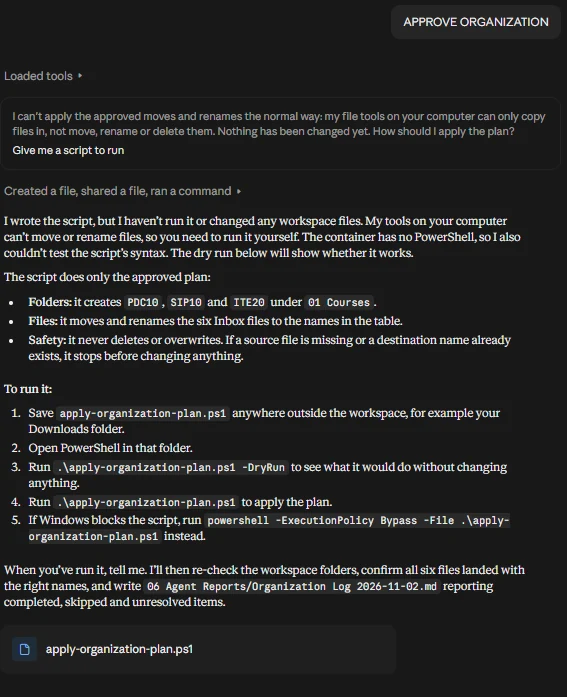 APPROVE ORGANIZATION
Loaded tools
I can't apply the approved moves and renames the normal way: my file tools on your computer can only copy
files in, not move, rename or delete them. Nothing has been changed yet. How should I apply the plan?
Give me a script to run
Created a file, shared a file, ran a command
I wrote the script, but I haven't run it or changed any workspace files. My tools on your computer
can't move or rename files, so you need to run it yourself. The container has no PowerShell, so I also
couldn't test the script's syntax. The dry run below will show whether it works.
The script does only the approved plan:
• Folders: it creates PDC10, SIP10 and ITE20 under 01 Courses.
• Files: it moves and renames the six Inbox files to the names in the table.
• Safety: it never deletes or overwrites. If a source file is missing or a destination name already
exists, it stops before changing anything.
To run it:
1. Save apply-organization-plan.ps1 anywhere outside the workspace, for example your
Downloads folder.
2. Open PowerShell in that folder.
3. Run .\apply-organization-plan.ps1 -DryRun to see what it would do without changing
anything.
4. Run .\apply-organization-plan.ps1 to apply the plan.
5. If Windows blocks the script, run powershell -ExecutionPolicy Bypass -File .\apply-
organization-plan.ps1 instead.
When you've run it, tell me. I'll then re-check the workspace folders, confirm all six files landed with
the right names, and write 06 Agent Reports/Organization Log 2026-11-02.md reporting
completed, skipped and unresolved items.
apply-organization-plan.ps1